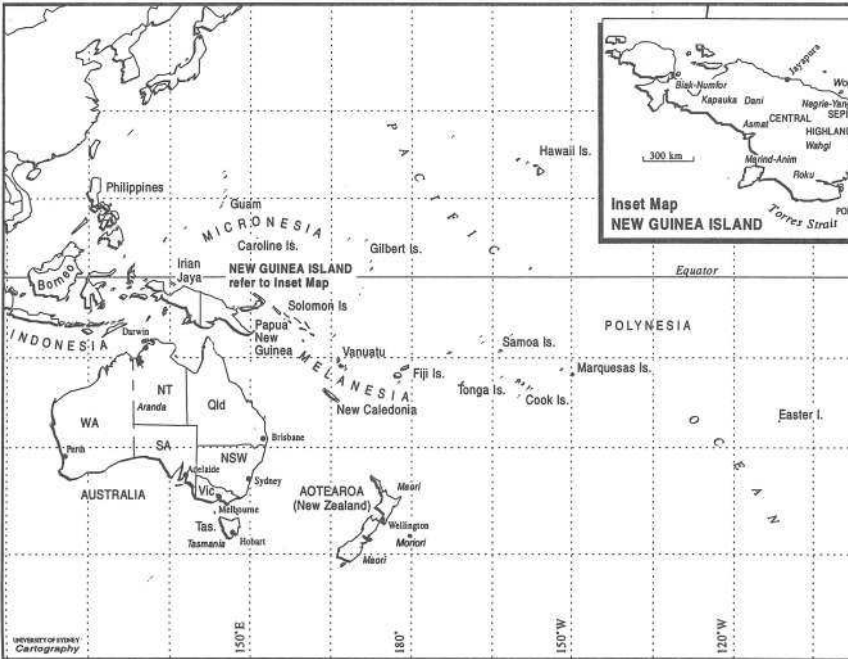 Philippines
Guam
MICRONESIA
Caroline Is.
Gilbert Is.
Hawaii Is.
PACIFIC
OCEAN
Borneo
Irian
Jaya
NEW GUINEA ISLAND
refer to Inset Map
Equator
Solomon Is
INDONESIA
Darwin
Papua
New
Guinea
MELANESIA
Vanuatu
Fiji Is.
New Caledonia
POLYNESIA
Samoa Is.
Tonga Is.
Cook Is.
Marquesas Is.
Easter I.
WA
NT
Aranda
Qld
SA
NSW
Vic
Tas.
Perth
Brisbane
Adelaide
Sydney
Melbourne
Tasmania
Hobart
AUSTRALIA
AOTEAROA
(New Zealand)
Maori
Wellington
Moriori
Maori
150°E
180°
150°W
120°W
UNIVERSITY OF SYDNEY
Cartography
Jayapura
Biak-Numfor
Kapauka
Dani
Negrie-Yang
SEPI
Asmat
CENTRAL
HIGHLAN
Wahgi
300 km
Marind-Anim
Roku
Torres Strait
Inset Map
NEW GUINEA ISLAND